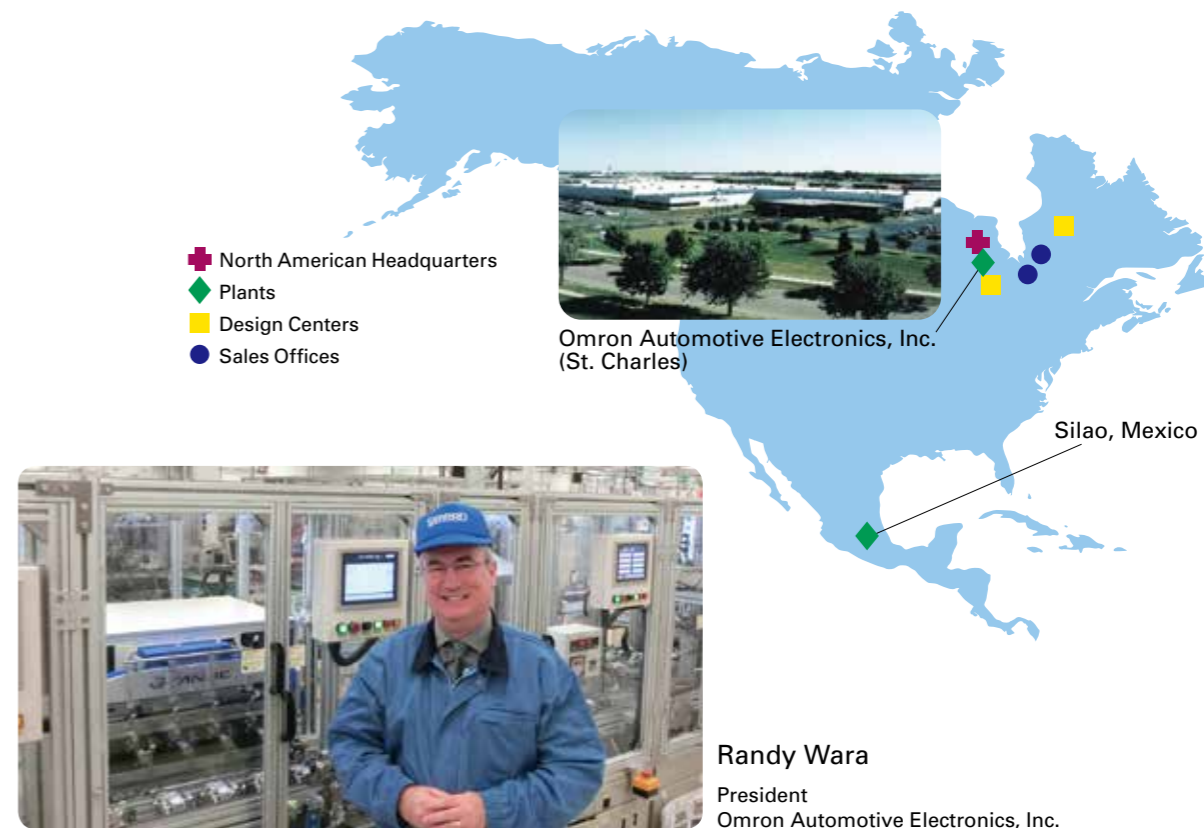 North American Headquarters
Plants
Design Centers
Sales Offices
Omron Automotive Electronics, Inc.
(St. Charles)
Silao, Mexico
Randy Wara
President
Omron Automotive Electronics, Inc.